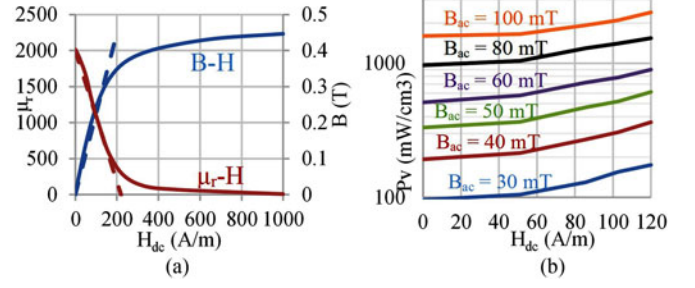 2500
2000
1500
1000
500
0
μr
B-H
μr-H
0.5
0.4
0.3
0.2
0.1
0
B (T)
0 200 400 600 800 1000
Hdc (A/m)
(a)
Bac = 100 mT
Bac = 80 mT
Bac = 60 mT
Bac = 50 mT
Bac = 40 mT
Bac = 30 mT
1000
100
Pv (mW/cm3)
0 20 40 60 80 100 120
Hdc (A/m)
(b)